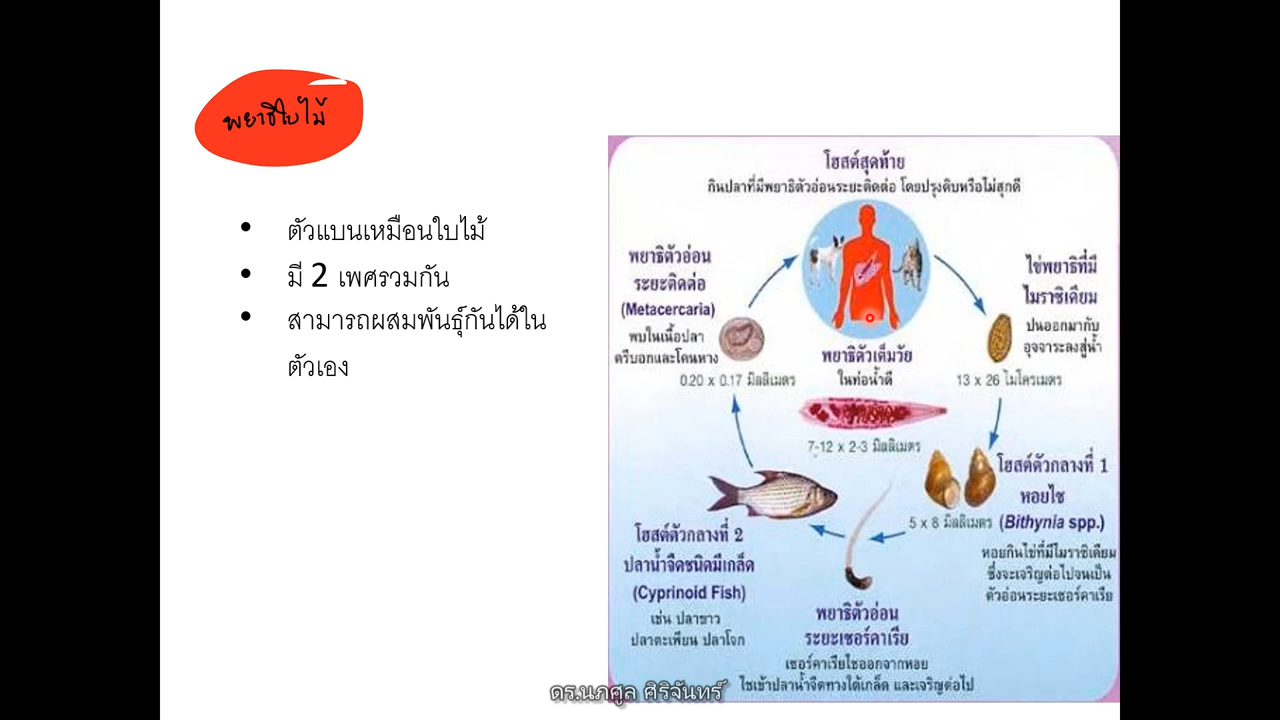 พยาธิใบไม้
• ตัวแบนเหมือนใบไม้
• มี 2 เพศรวมกัน
• สามารถผสมพันธุ์กันได้ใน
ตัวเอง
โฮสต์สุดท้าย
กินปลาที่มีพยาธิตัวอ่อนระยะติดต่อ โดยปรุงดิบหรือไม่สุกดี
พยาธิตัวอ่อน
ระยะติดต่อ
(Metacercaria)
พบในเนื้อปลา
ครีบอกและโคนหาง
0.20 x 0.17 มิลลิเมตร
ไข่พยาธิที่มี
ไมราซิเดียม
ปนออกมากับ
อุจจาระลงสู่น้ำ
13 x 26 ไมโครเมตร
พยาธิตัวเต็มวัย
ในท่อน้ำดี
7-12 x 2-3 มิลลิเมตร
โฮสต์ตัวกลางที่ 1
หอยไซ
(Bithynia spp.)
5 x 8 มิลลิเมตร
หอยกินไข่ที่มีไมราซิเดียม
ซึ่งจะเจริญต่อไปจนเป็น
ตัวอ่อนระยะเซอร์คาเรีย
โฮสต์ตัวกลางที่ 2
ปลาน้ำจืดชนิดมีเกล็ด
(Cyprinoid Fish)
เช่น ปลาขาว
ปลาตะเพียน ปลาโจก
พยาธิตัวอ่อน
ระยะเซอร์คาเรีย
เซอร์คาเรียไชออกจากหอย
ไชเข้าปลาน้ำจืดทางใต้เกล็ด และเจริญต่อไป
ดร.นภศูล ศิริจันทร์